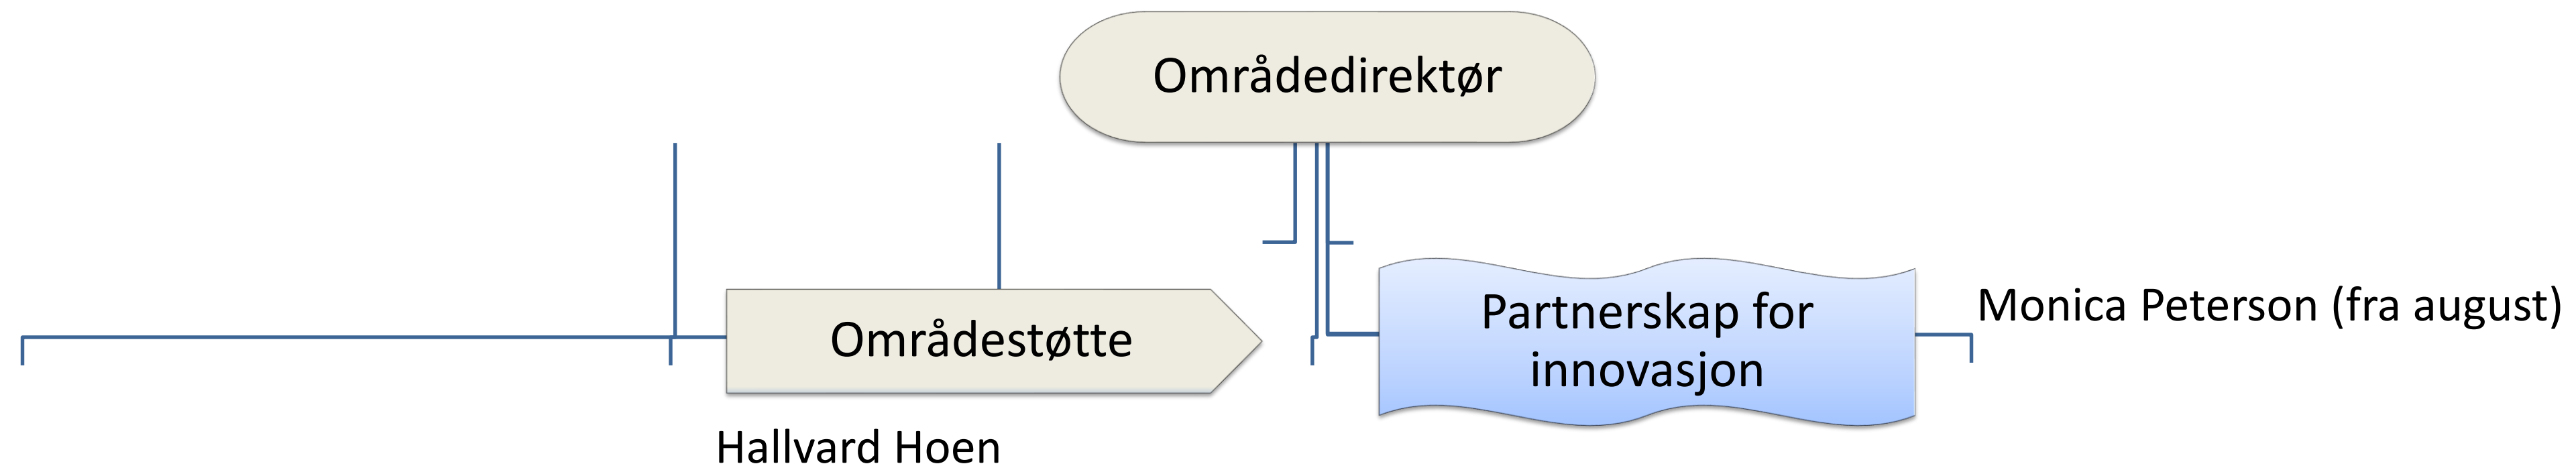 Områdedirektør
Områdestøtte
Hallvard Hoen
Partnerskap for
innovasjon
Monica Peterson (fra august)